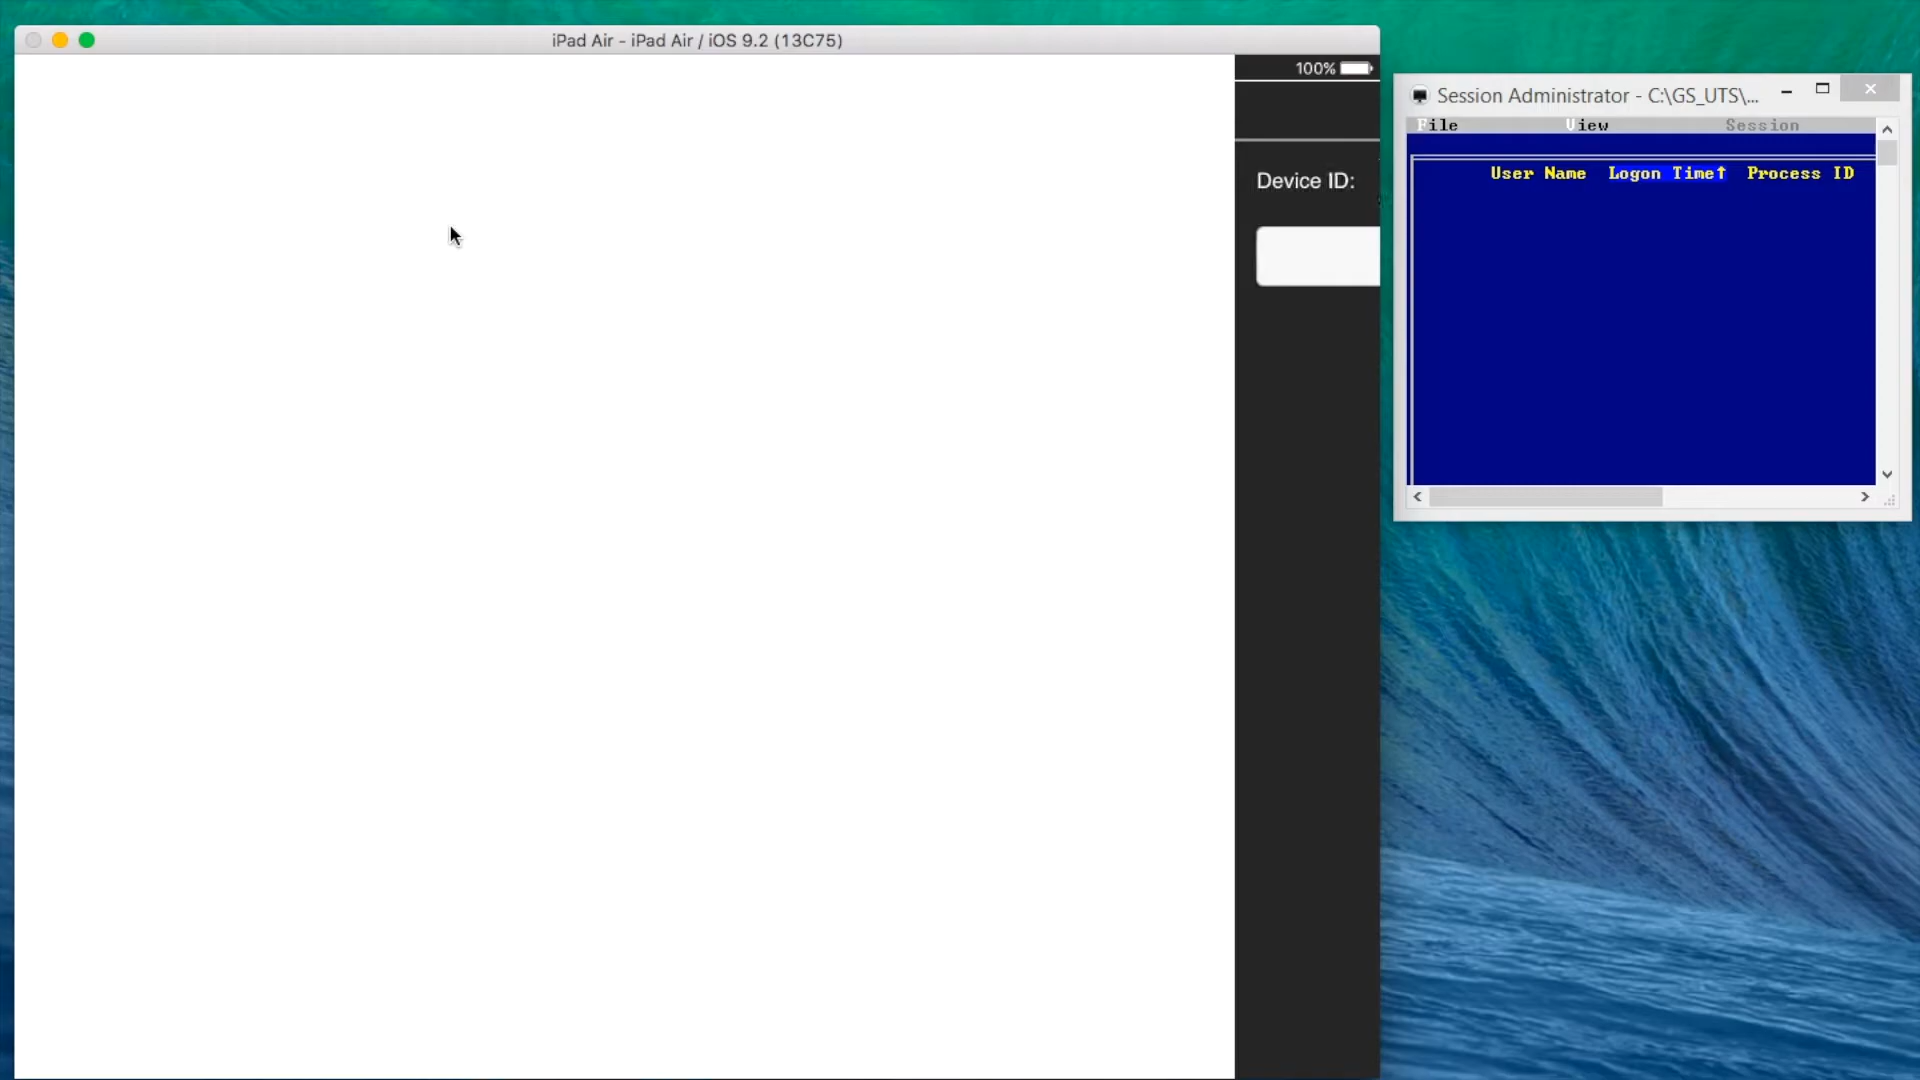 iPad Air - iPad Air / iOS 9.2 (13C75)
100%
Device ID:
Session Administrator - C:\GS_UTS\...
File View Session
User Name Logon Time↑ Process ID